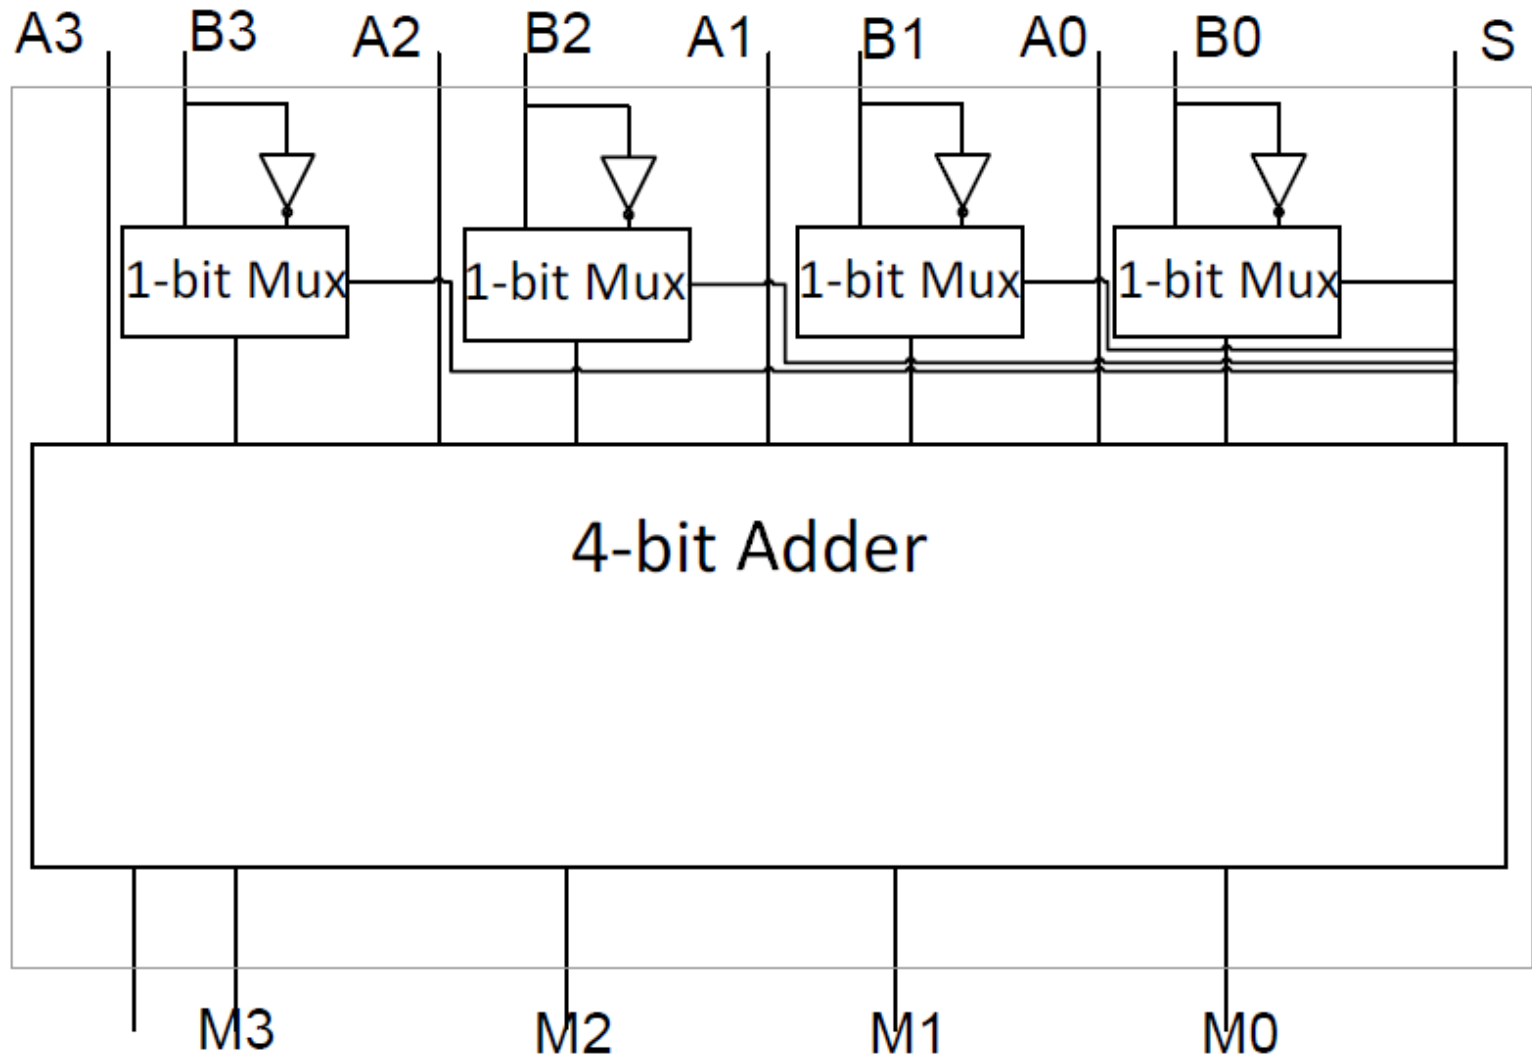 A3 B3 A2 B2 A1 B1 A0 B0 S
1-bit Mux 1-bit Mux 1-bit Mux 1-bit Mux
4-bit Adder
M3 M2 M1 M0